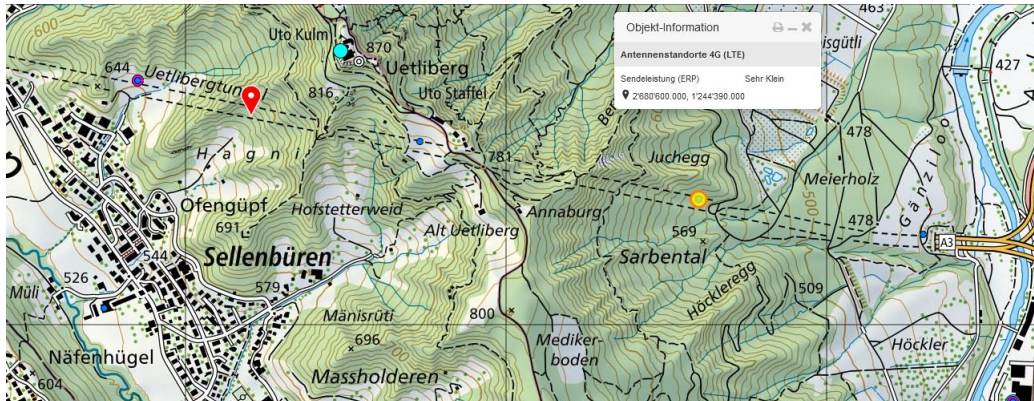 600
Uto Kulm
870
Uetliberg
644
Uetlibergtun
816
Uto Staffel
Objekt-Information
Antennenstandorte 4G (LTE)
Sendeleistung (ERP) Sehr Klein
2'680'600.000, 1'244'390.000
463
isgütli
427
Hagni
781
Juchegg
478
Meierholz
500
Gänziloo
Ofengüpf
691
Hofstetterweid
Alt Uetliberg
Annaburg
569
478
A3
Sellenbüren
544
526
579
Sarbental
Müli
Mänisrüti
800
Höckleregg
509
696
Mediker-
boden
Höckler
Näfenhügel
604
Massholderen